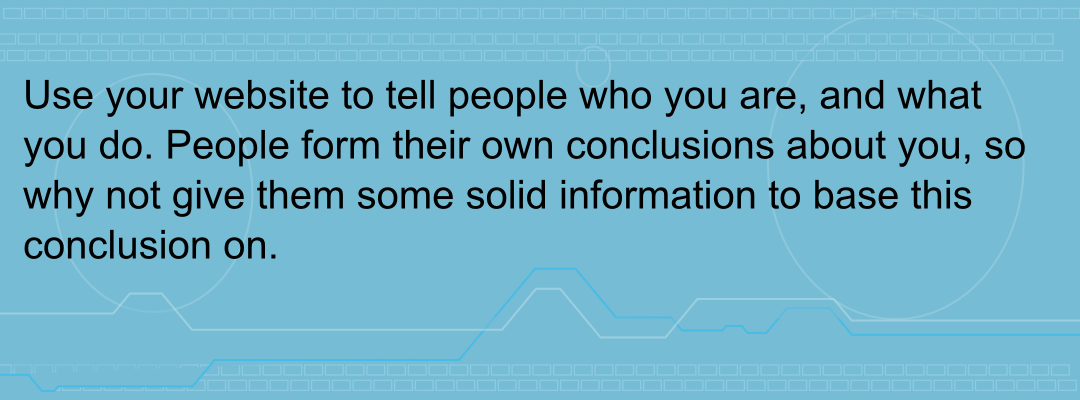 Use your website to tell people who you are, and what
you do. People form their own conclusions about you, so
why not give them some solid information to base this
conclusion on.